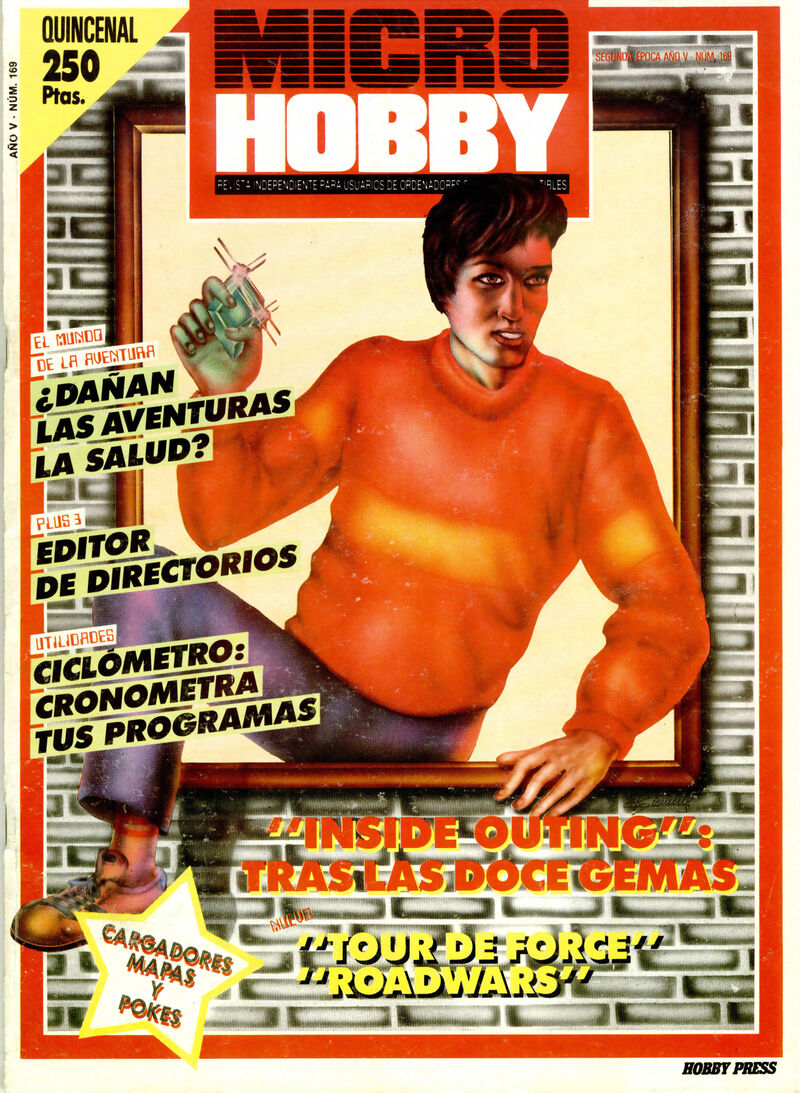 QUINCENAL
250
Ptas.
AÑO V - NÚM. 169
MICRO
HOBBY
SEGUNDA ÉPOCA AÑO V - NUM. 169
REVISTA INDEPENDIENTE PARA USUARIOS DE ORDENADORES
TIBLES
EL MUNDO
DE LA AVENTURA
¿DAÑAN
LAS AVENTURAS
LA SALUD?
PLUS 3
EDITOR
DE DIRECTORIOS
UTILIDADES
CICLÓMETRO:
CRONOMETRA
TUS PROGRAMAS
"INSIDE OUTING":
TRAS LAS DOCE GEMAS
NUEVO
"TOUR DE FORCE"
"ROADWARS"
CARGADORES
MAPAS
Y
POKES
HOBBY PRESS